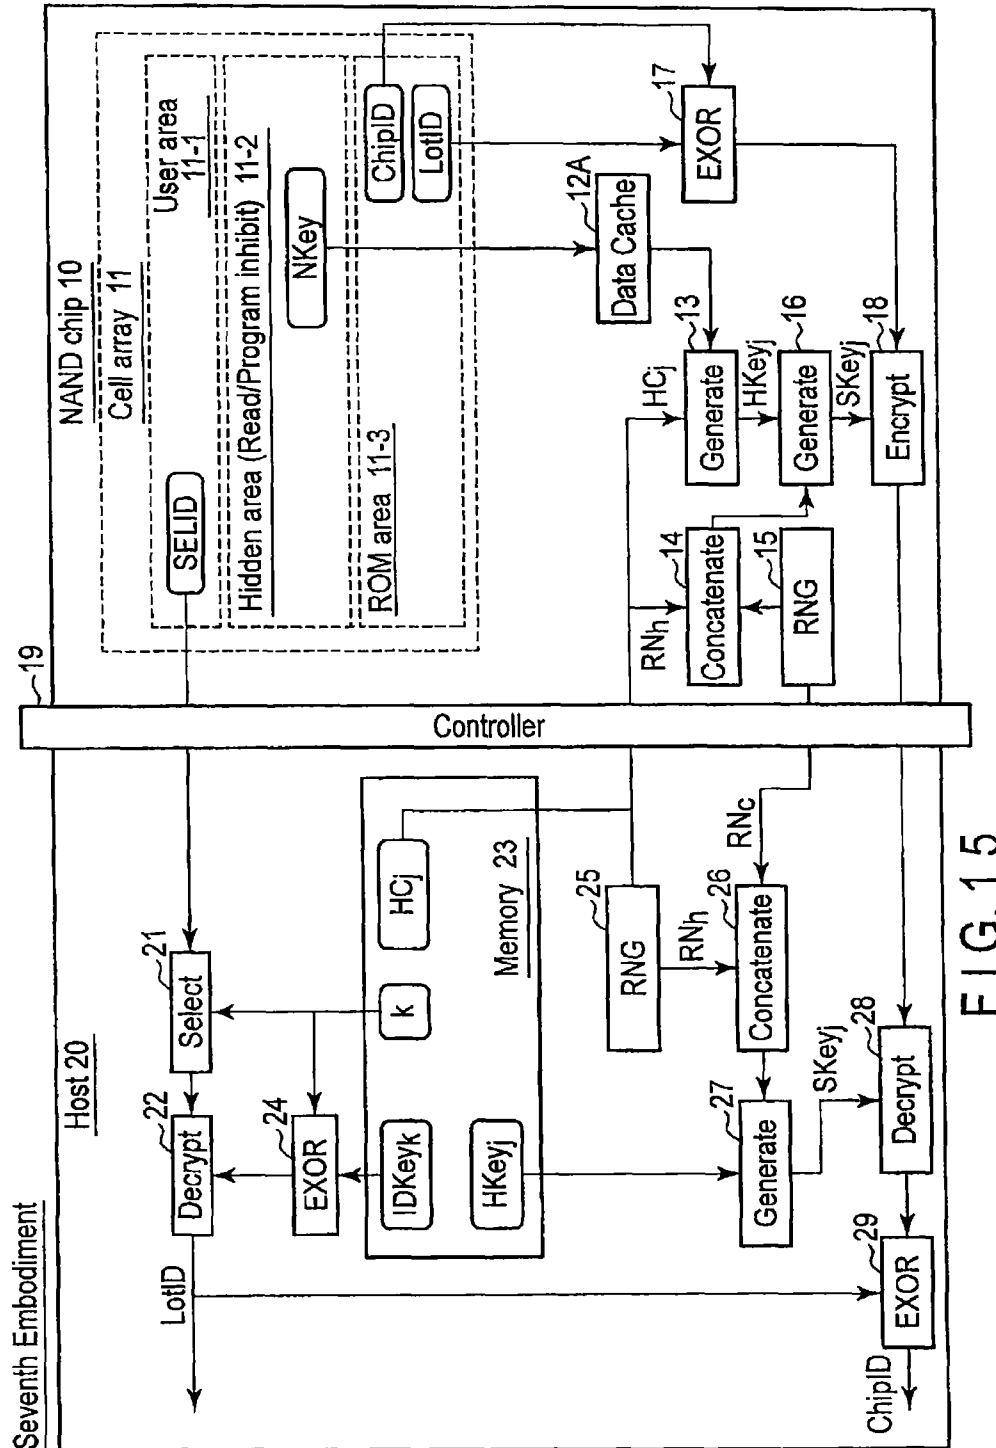 Seventh Embodiment
Host 20
NAND chip 10
Cell array 11
User area
11-1
SELID
Hidden area (Read/Program inhibit) 11-2
NKey
ROM area 11-3
ChipID
LotID
19
Controller
LotID
22
Decrypt
21
Select
24
EXOR
IDKeyk
k
HCj
HKeyj
Memory 23
25
RNG
RNh
RNc
26
Concatenate
27
Generate
SKeyj
28
Decrypt
29
EXOR
ChipID
12A
Data Cache
17
EXOR
HCj
13
Generate
HKeyj
RNh
14
Concatenate
15
RNG
16
Generate
SKeyj
18
Encrypt
FIG. 15